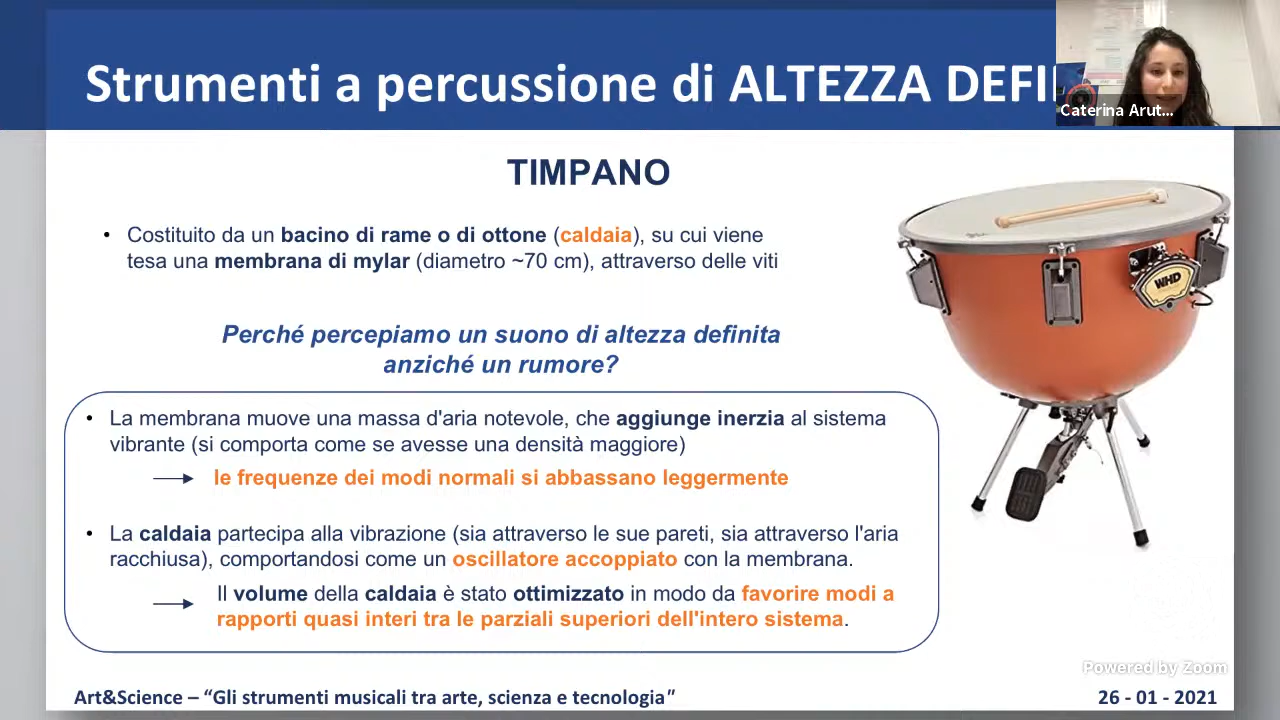 Strumenti a percussione di ALTEZZA DEFI
Caterina Arut...
TIMPANO
• Costituito da un bacino di rame o di ottone (caldaia), su cui viene
tesa una membrana di mylar (diametro ~70 cm), attraverso delle viti
WHD
Perché percepiamo un suono di altezza definita
anziché un rumore?
• La membrana muove una massa d'aria notevole, che aggiunge inerzia al sistema
vibrante (si comporta come se avesse una densità maggiore)
le frequenze dei modi normali si abbassano leggermente
• La caldaia partecipa alla vibrazione (sia attraverso le sue pareti, sia attraverso l'aria
racchiusa), comportandosi come un oscillatore accoppiato con la membrana.
Il volume della caldaia è stato ottimizzato in modo da favorire modi a
rapporti quasi interi tra le parziali superiori dell'intero sistema.
Powered by Zoom
Art&Science – “Gli strumenti musicali tra arte, scienza e tecnologia"
26 - 01 - 2021